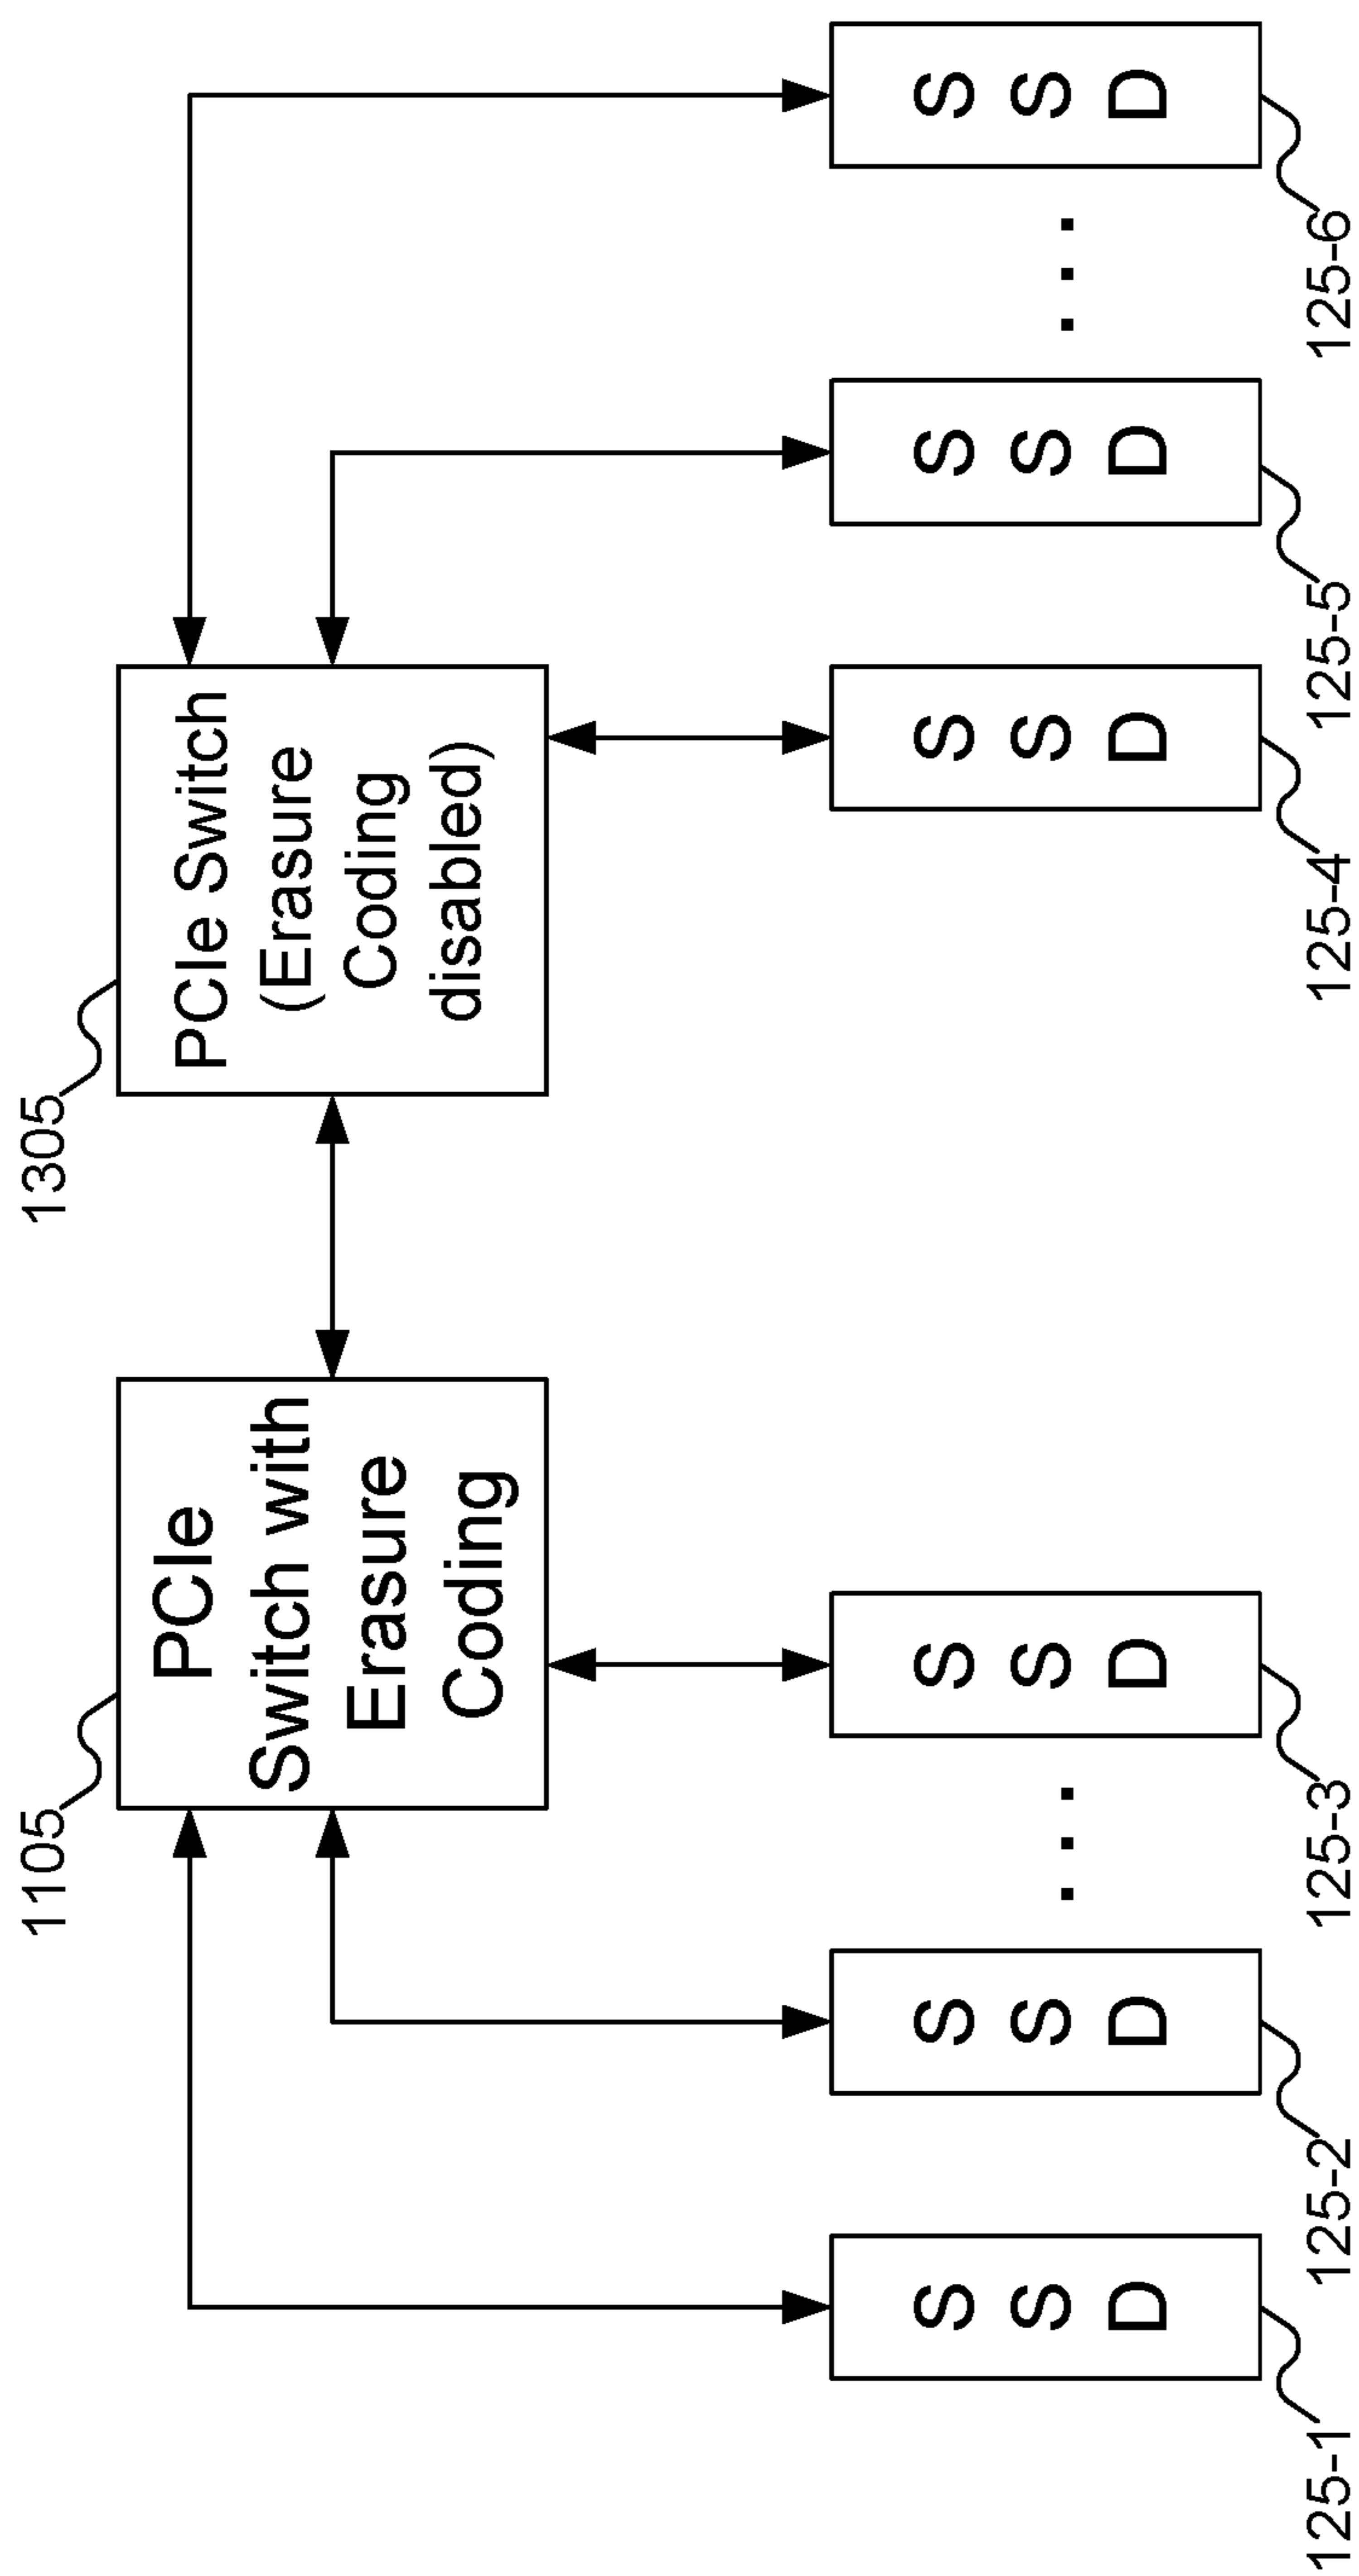 1105
PCIe
Switch with
Erasure
Coding
1305
PCIe Switch
(Erasure
Coding
disabled)
S
S
D
S
S
D
...
S
S
D
S
S
D
S
S
D
...
S
S
D
125-1
125-2
125-3
125-4
125-5
125-6